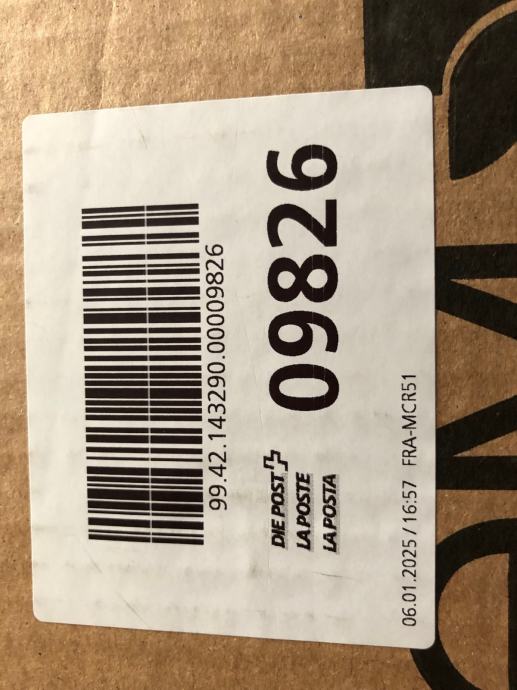 99.42.143290.00009826
DIE POST
LA POSTE
LA POSTA
09826
06.01.2025 / 16:57 FRA-MCR51